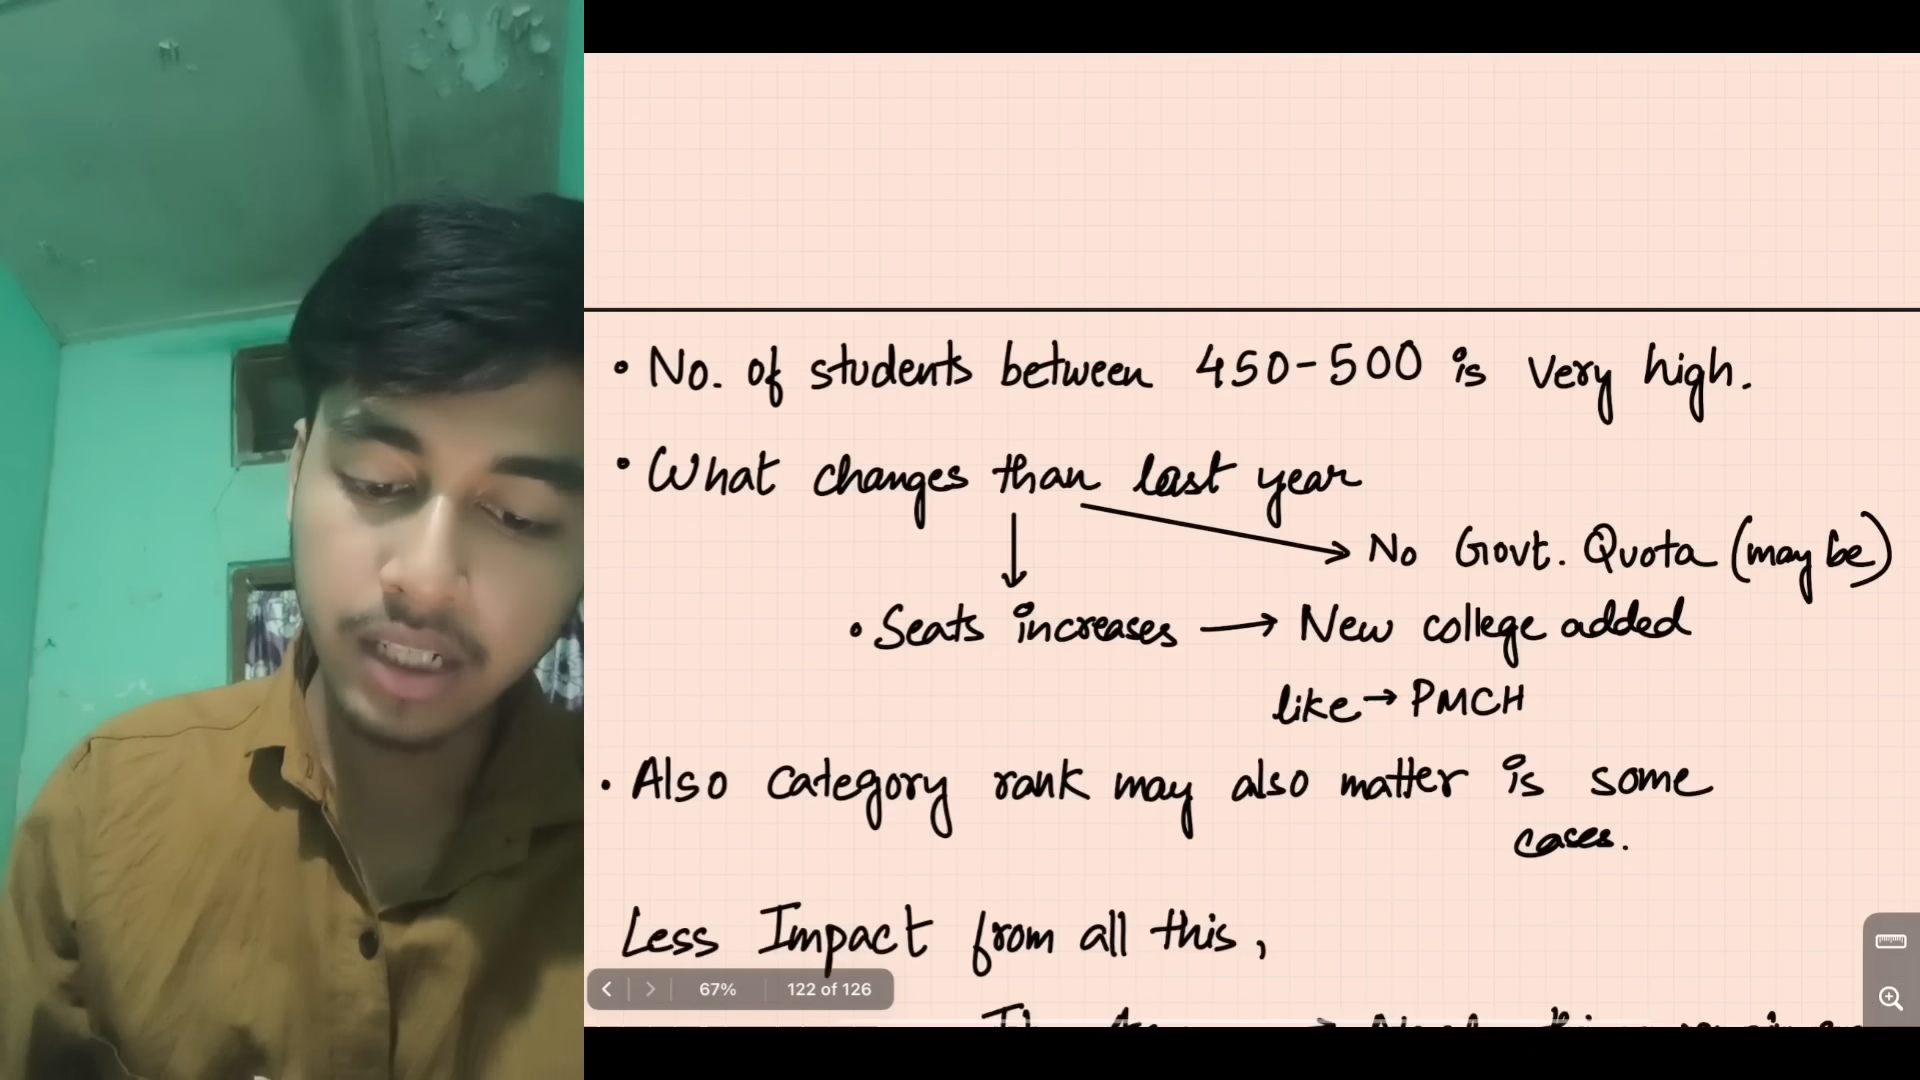 • No. of students between 450-500 is very high.
• What changes than last year
No Govt. Quota (may be)
• Seats increases → New college added
like → PMCH
• Also category rank may also matter is some
cases.
Less Impact from all this,
67% 122 of 126